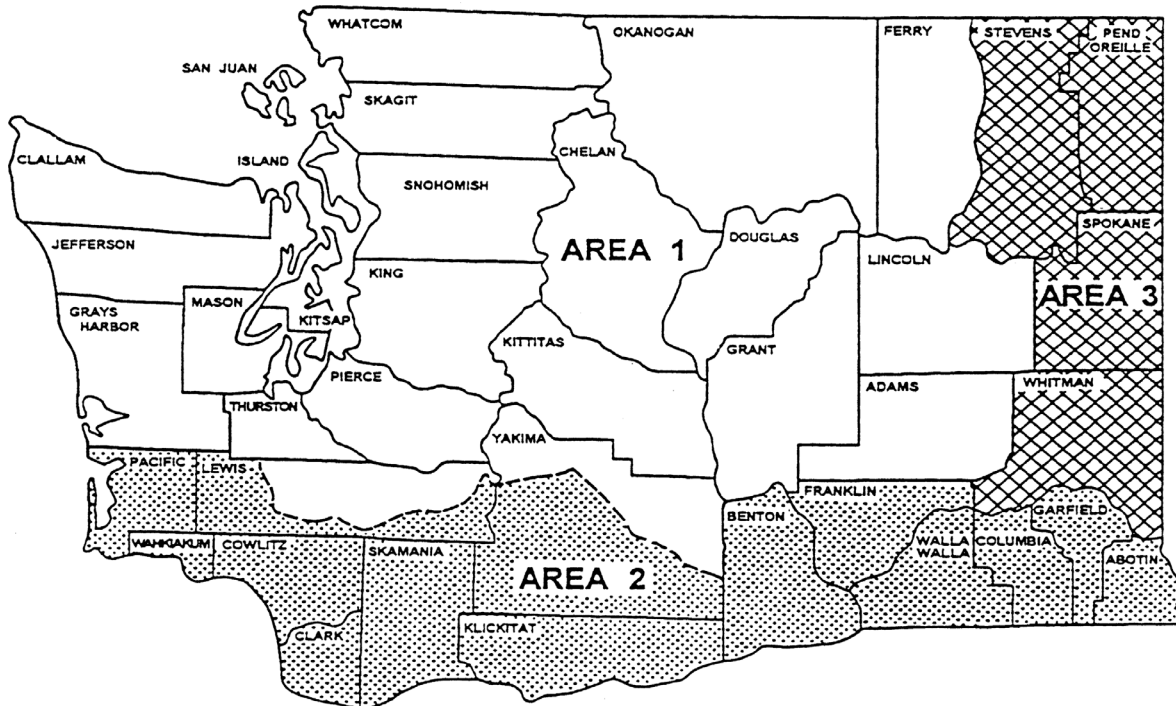 WHATCOM
OKANOGAN
FERRY
STEVENS
PEND
OREILLE
SAN JUAN
SKAGIT
CLALLAM
ISLAND
CHELAN
SNOHOMISH
SPOKANE
JEFFERSON
AREA 1
DOUGLAS
LINCOLN
KING
MASON
AREA 3
GRAYS
HARBOR
KITSAP
KITTITAS
GRANT
PIERCE
ADAMS
WHITMAN
THURSTON
YAKIMA
PACIFIC
LEWIS
FRANKLIN
BENTON
GARFIELD
WAHKIAKUM
COWLITZ
SKAMANIA
WALLA
WALLA
COLUMBIA
ABOTIN
AREA 2
CLARK
KLICKITAT